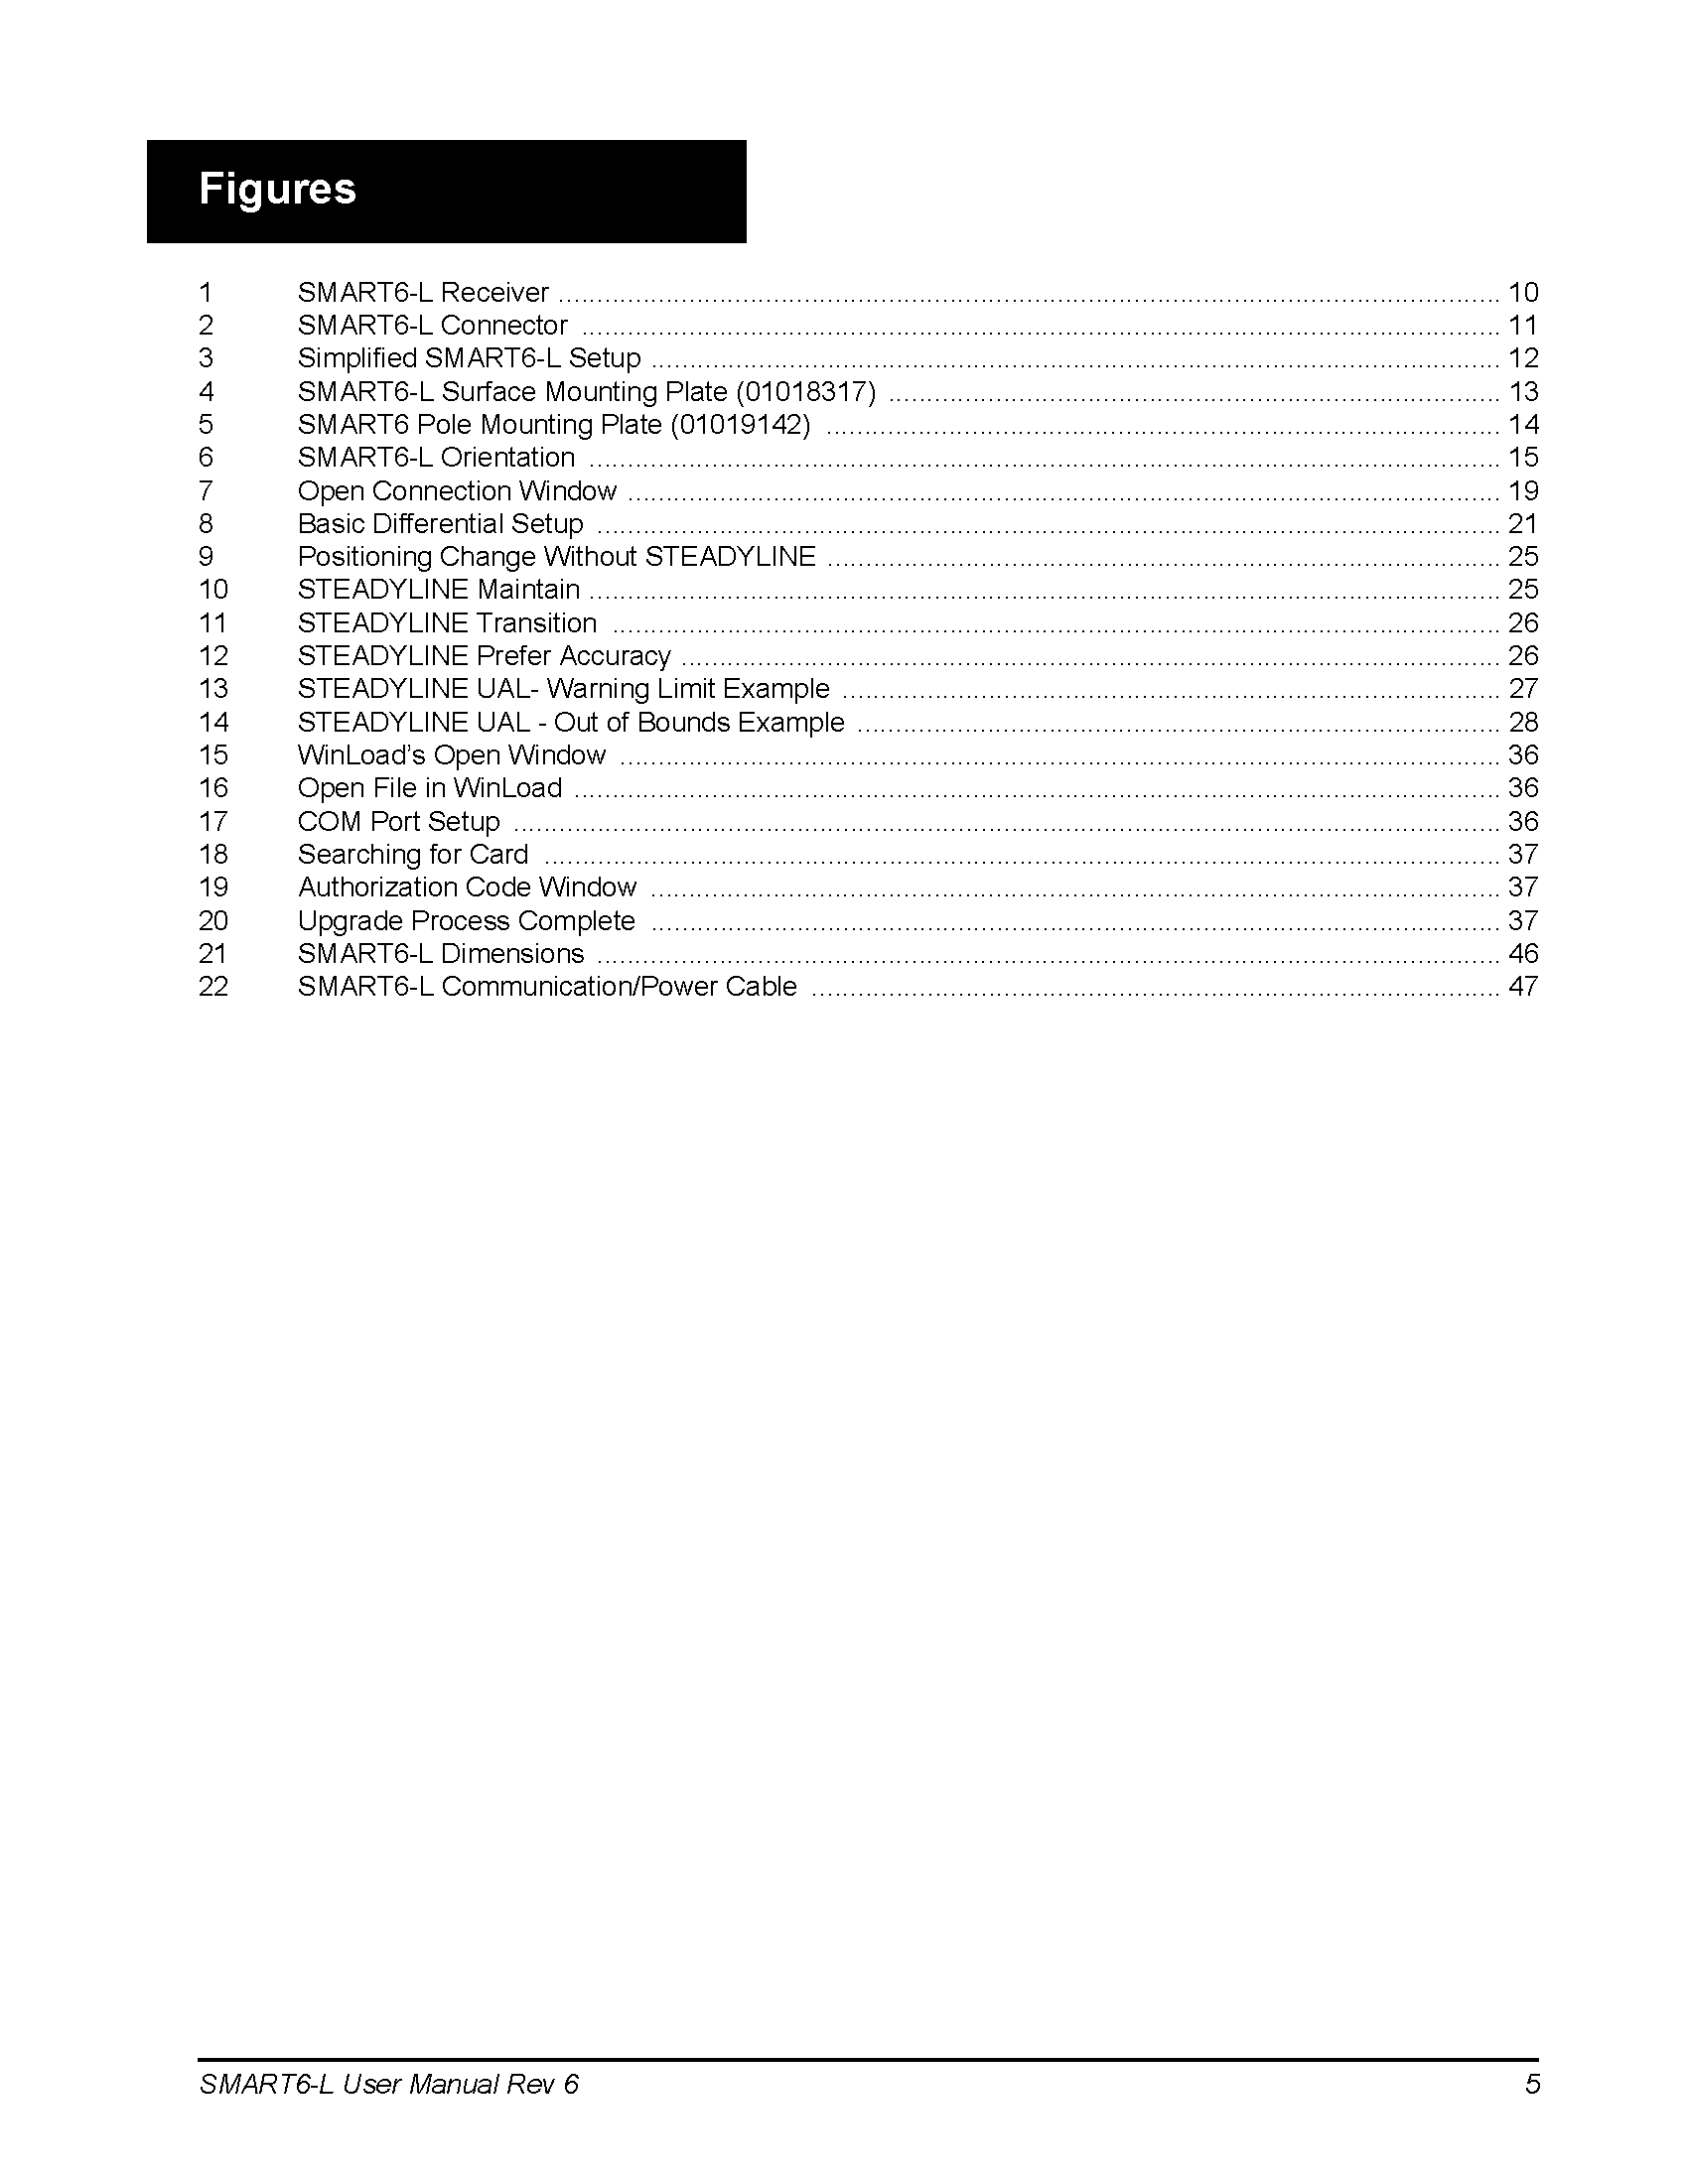 Figures
1 SMART6-L Receiver ........ 10
2 SMART6-L Connector ........ 11
3 Simplified SMART6-L Setup ........ 12
4 SMART6-L Surface Mounting Plate (01018317) ........ 13
5 SMART6 Pole Mounting Plate (01019142) ........ 14
6 SMART6-L Orientation ........ 15
7 Open Connection Window ........ 19
8 Basic Differential Setup ........ 21
9 Positioning Change Without STEADYLINE ........ 25
10 STEADYLINE Maintain ........ 25
11 STEADYLINE Transition ........ 26
12 STEADYLINE Prefer Accuracy ........ 26
13 STEADYLINE UAL- Warning Limit Example ........ 27
14 STEADYLINE UAL - Out of Bounds Example ........ 28
15 WinLoad’s Open Window ........ 36
16 Open File in WinLoad ........ 36
17 COM Port Setup ........ 36
18 Searching for Card ........ 37
19 Authorization Code Window ........ 37
20 Upgrade Process Complete ........ 37
21 SMART6-L Dimensions ........ 46
22 SMART6-L Communication/Power Cable ........ 47
SMART6-L User Manual Rev 6 5